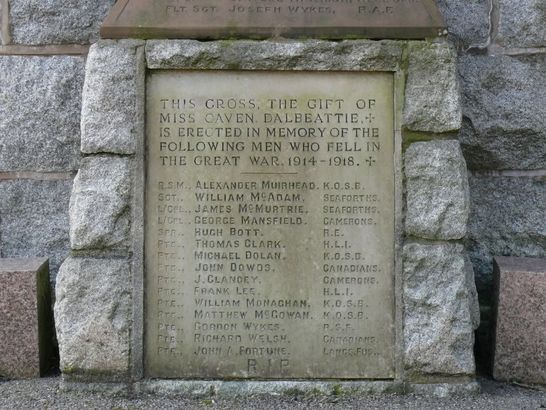 FLT. SGT. JOSEPH WYKES, R.A.F.
THIS CROSS, THE GIFT OF
MISS CAVEN, DALBEATTIE,
IS ERECTED IN MEMORY OF THE
FOLLOWING MEN WHO FELL IN
THE GREAT WAR, 1914-1918.
R.S.M., ALEXANDER MUIRHEAD, K.O.S.B.
SGT., WILLIAM McADAM, SEAFORTHS.
L/CPL., JAMES McMURTRIE, SEAFORTHS.
L/CPL., GEORGE MANSFIELD, CAMERONS.
SPR., HUGH BOTT, R.E.
PTE., THOMAS CLARK, H.L.I.
PTE., MICHAEL DOLAN, K.O.S.B.
PTE., JOHN DOWDS, CANADIANS.
PTE., J. CLANCEY, CAMERONS.
PTE., FRANK LEE, H.L.I.
PTE., WILLIAM MONAGHAN, K.O.S.B.
PTE., MATTHEW McGOWAN, K.O.S.B.
PTE., GORDON WYKES, R.S.F.
PTE., RICHARD WELSH, CANADIANS.
PTE., JOHN A. FORTUNE, LANCS. FUS.
R.I.P.